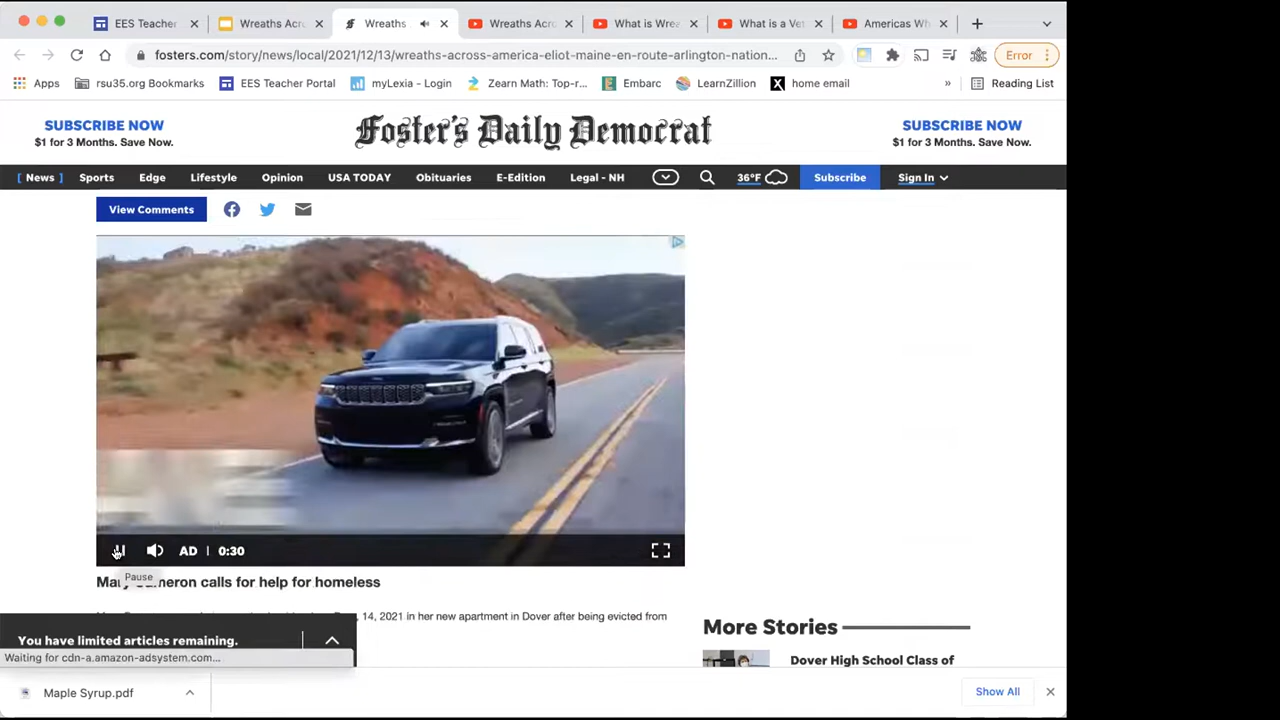 EES Teacher
Wreaths Acr
Wreaths
Wreaths Acr
What is Wrea
What is a Vet
Americas Wh
fosters.com/story/news/local/2021/12/13/wreaths-across-america-eliot-maine-en-route-arlington-nation...
Error
Apps
rsu35.org Bookmarks
EES Teacher Portal
myLexia - Login
Zearn Math: Top-r...
Embarc
LearnZillion
home email
»
Reading List
SUBSCRIBE NOW
$1 for 3 Months. Save Now.
Foster's Daily Democrat
SUBSCRIBE NOW
$1 for 3 Months. Save Now.
[ News ]
Sports
Edge
Lifestyle
Opinion
USA TODAY
Obituaries
E-Edition
Legal - NH
36°F
Subscribe
Sign In
View Comments
AD | 0:30
Pause
Cameron calls for help for homeless
14, 2021 in her new apartment in Dover after being evicted from
You have limited articles remaining.
More Stories
Waiting for cdn-a.amazon-adsystem.com...
Dover High School Class of
Maple Syrup.pdf
Show All